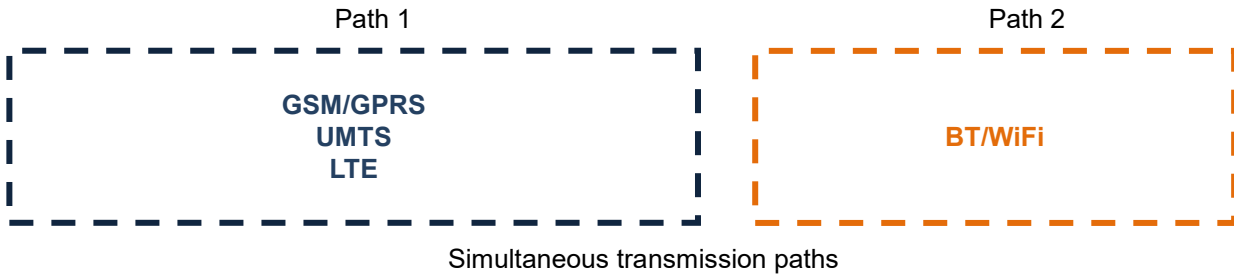 Path 1
Path 2
GSM/GPRS
UMTS
LTE
BT/WiFi
Simultaneous transmission paths